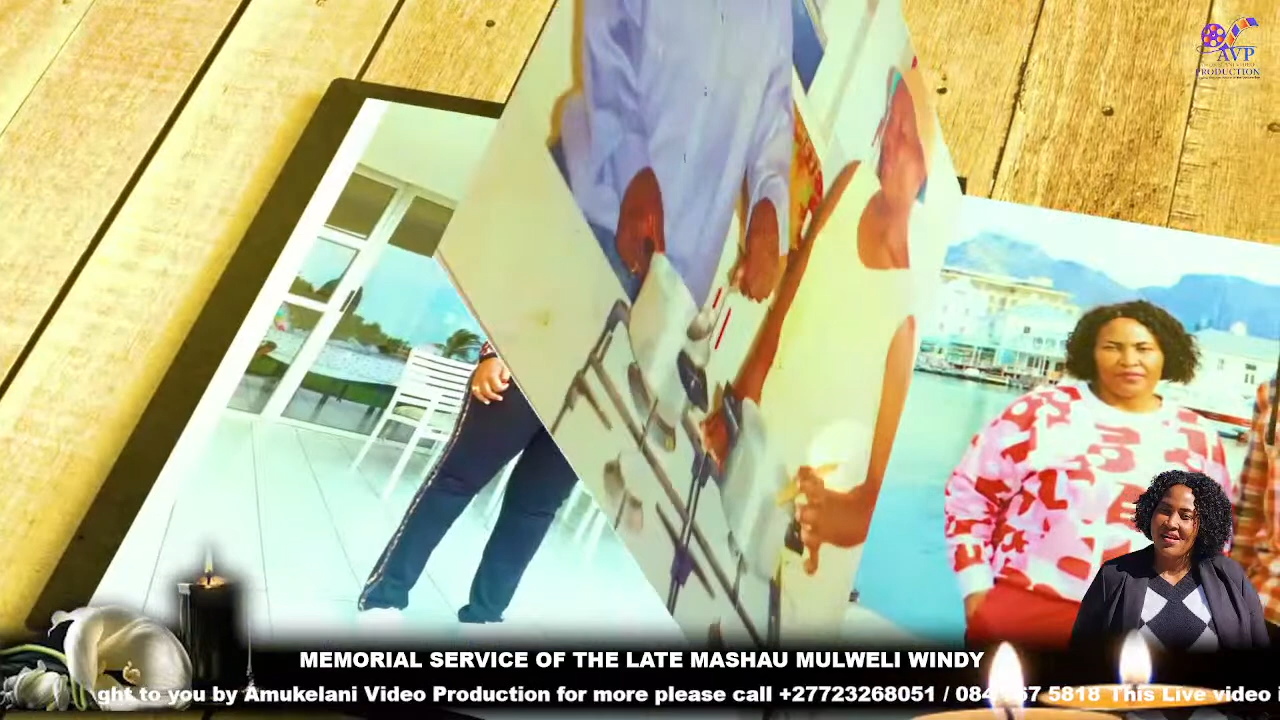 AVP
PRODUCTION
MEMORIAL SERVICE OF THE LATE MASHAU MULWELI WINDY
ght to you by Amukelani Video Production for more please call +27723268051 / 084 5818 This Live video i